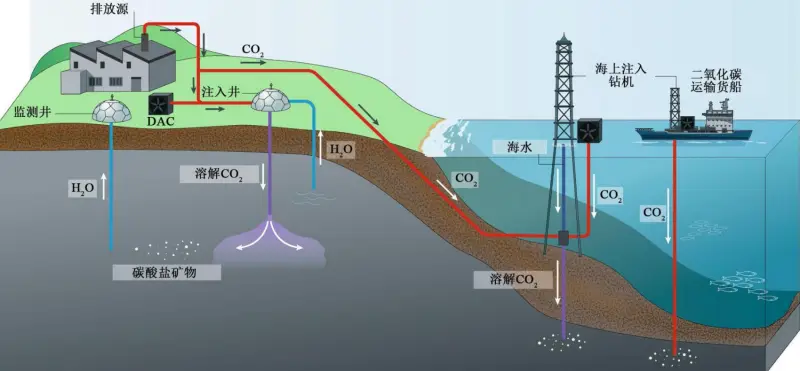 排放源
CO₂
监测井
DAC
注入井
H₂O
溶解CO₂
H₂O
碳酸盐矿物
CO₂
海上注入
钻机
二氧化碳
运输货船
海水
CO₂
CO₂
溶解CO₂